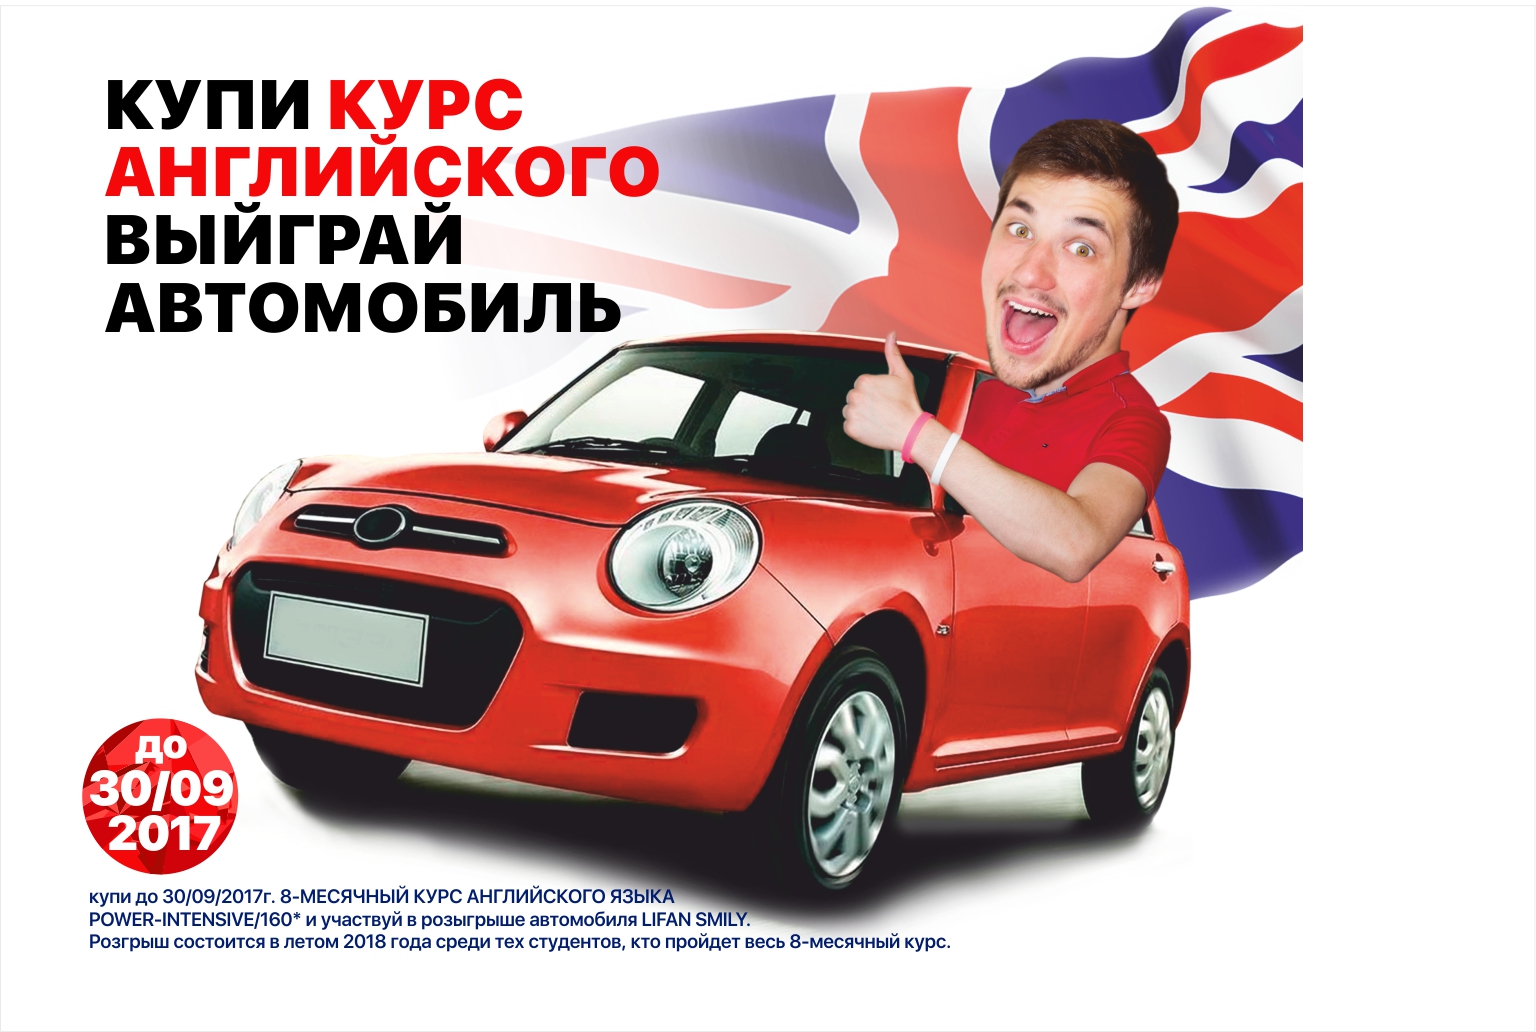 КУПИ КУРС
АНГЛИЙСКОГО
ВЫЙГРАЙ
АВТОМОБИЛЬ
до
30/09
2017
купи до 30/09/2017г. 8-МЕСЯЧНЫЙ КУРС АНГЛИЙСКОГО ЯЗЫКА
POWER-INTENSIVE/160* и участвуй в розыгрыше автомобиля LIFAN SMILY.
Розгрыш состоится в летом 2018 года среди тех студентов, кто пройдет весь 8-месячный курс.